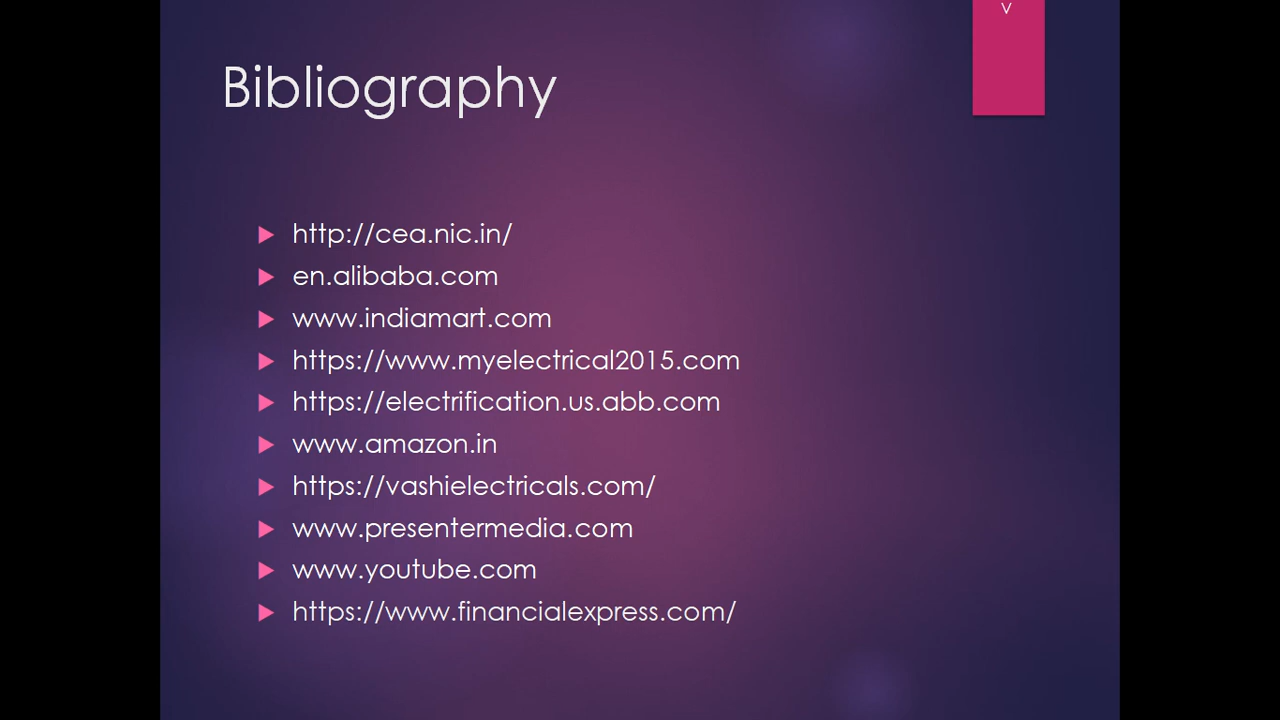 v
Bibliography
http://cea.nic.in/
en.alibaba.com
www.indiamart.com
https://www.myelectrical2015.com
https://electrification.us.abb.com
www.amazon.in
https://vashielectricals.com/
www.presentermedia.com
www.youtube.com
https://www.financialexpress.com/